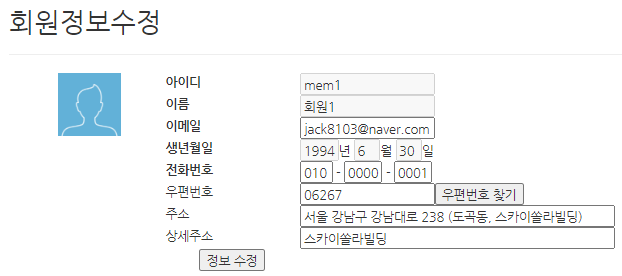 회원정보수정
아이디 mem1
이름 회원1
이메일 jack8103@naver.com
생년월일 1994 년 6 월 30 일
전화번호 010 - 0000 - 0001
우편번호 06267 우편번호 찾기
주소 서울 강남구 강남대로 238 (도곡동, 스카이쏠라빌딩)
상세주소 스카이쏠라빌딩
정보 수정